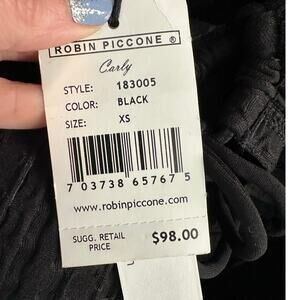 ROBIN PICCONE ®
Carly
STYLE: 183005
COLOR: BLACK
SIZE: XS
7 03738 65767 5
www.robinpiccone.com
SUGG. RETAIL PRICE $98.00